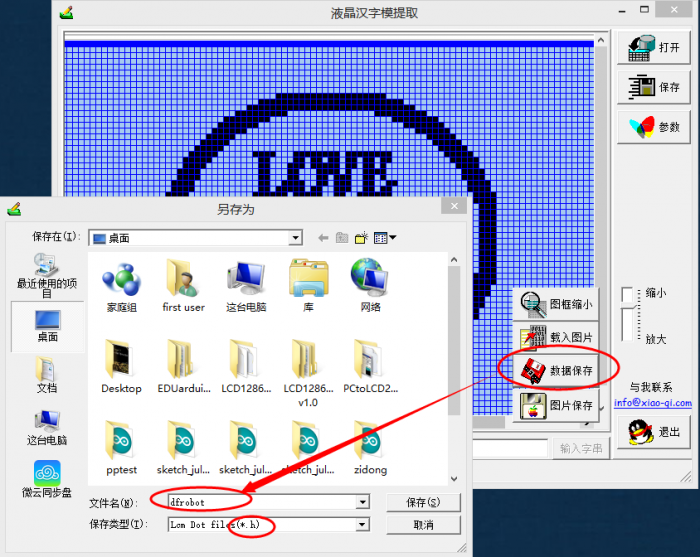 液晶汉字模提取
打开
保存
参数
LOVE
另存为
保存在(I):
桌面
最近使用的项
目
桌面
文档
这台电脑
微云同步盘
家庭组
first user
这台电脑
库
网络
Desktop
EDUardui...
LCD1286...
LCD1286...
v1.0
PCtoLCD2...
pptest
sketch_jul...
sketch_jul...
sketch_jul...
zidong
文件名(N):
dfrobot
保存(S)
保存类型(T):
Lcm Dot files(*.h)
取消
图框缩小
载入图片
数据保存
图片保存
缩小
放大
与我联系
info@xiao-qi.com
退出
输入字串